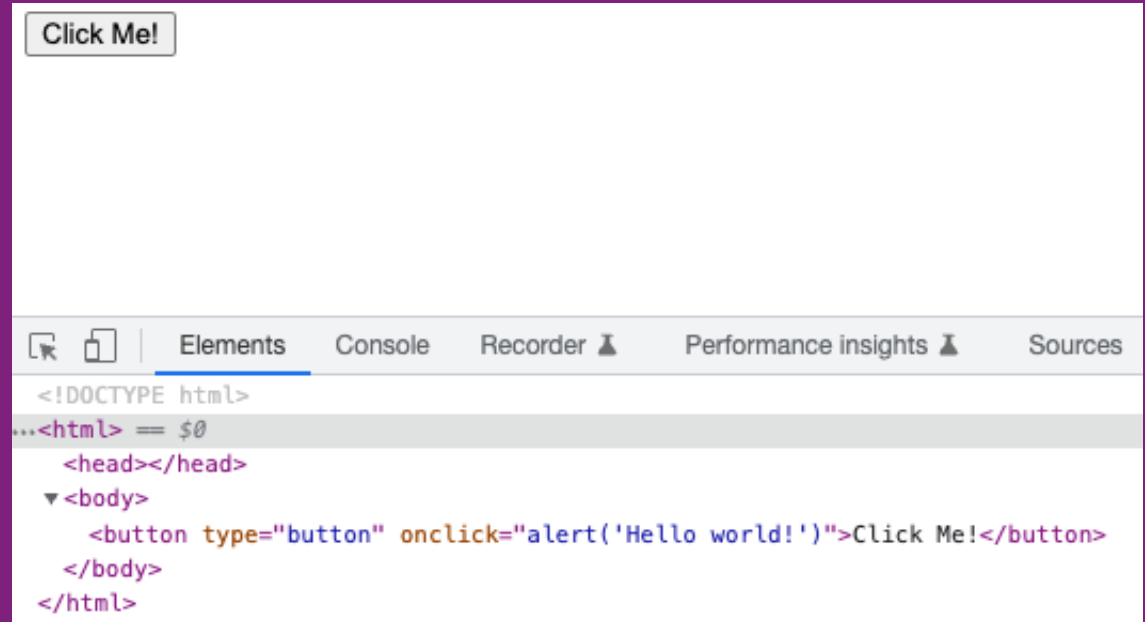 Click Me!
Elements Console Recorder Performance insights Sources
<!DOCTYPE html>
...<html> == $0
<head></head>
<body>
<button type="button" onclick="alert('Hello world!')">Click Me!</button>
</body>
</html>